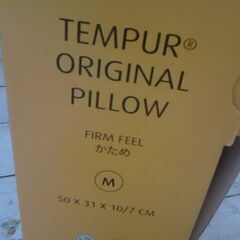 TEMPUR®
ORIGINAL
PILLOW
FIRM FEEL
かため
M
50 X 31 X 10/7 CM